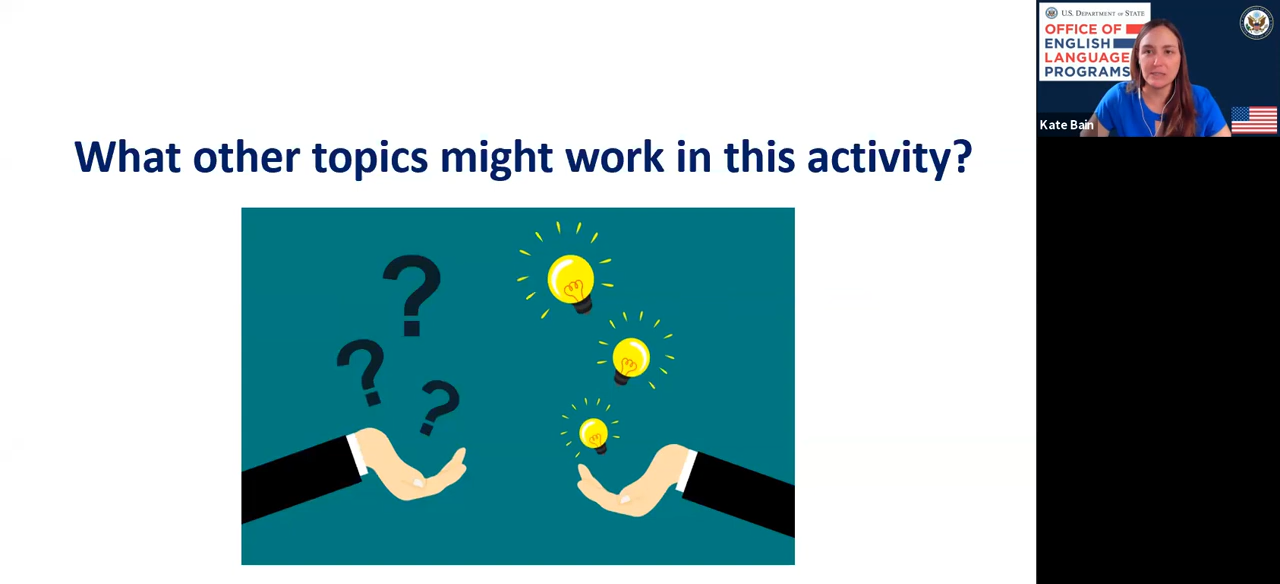 What other topics might work in this activity?
?
?
?
U.S. DEPARTMENT OF STATE
OFFICE OF
ENGLISH
LANGUAGE
PROGRAMS
Kate Bain